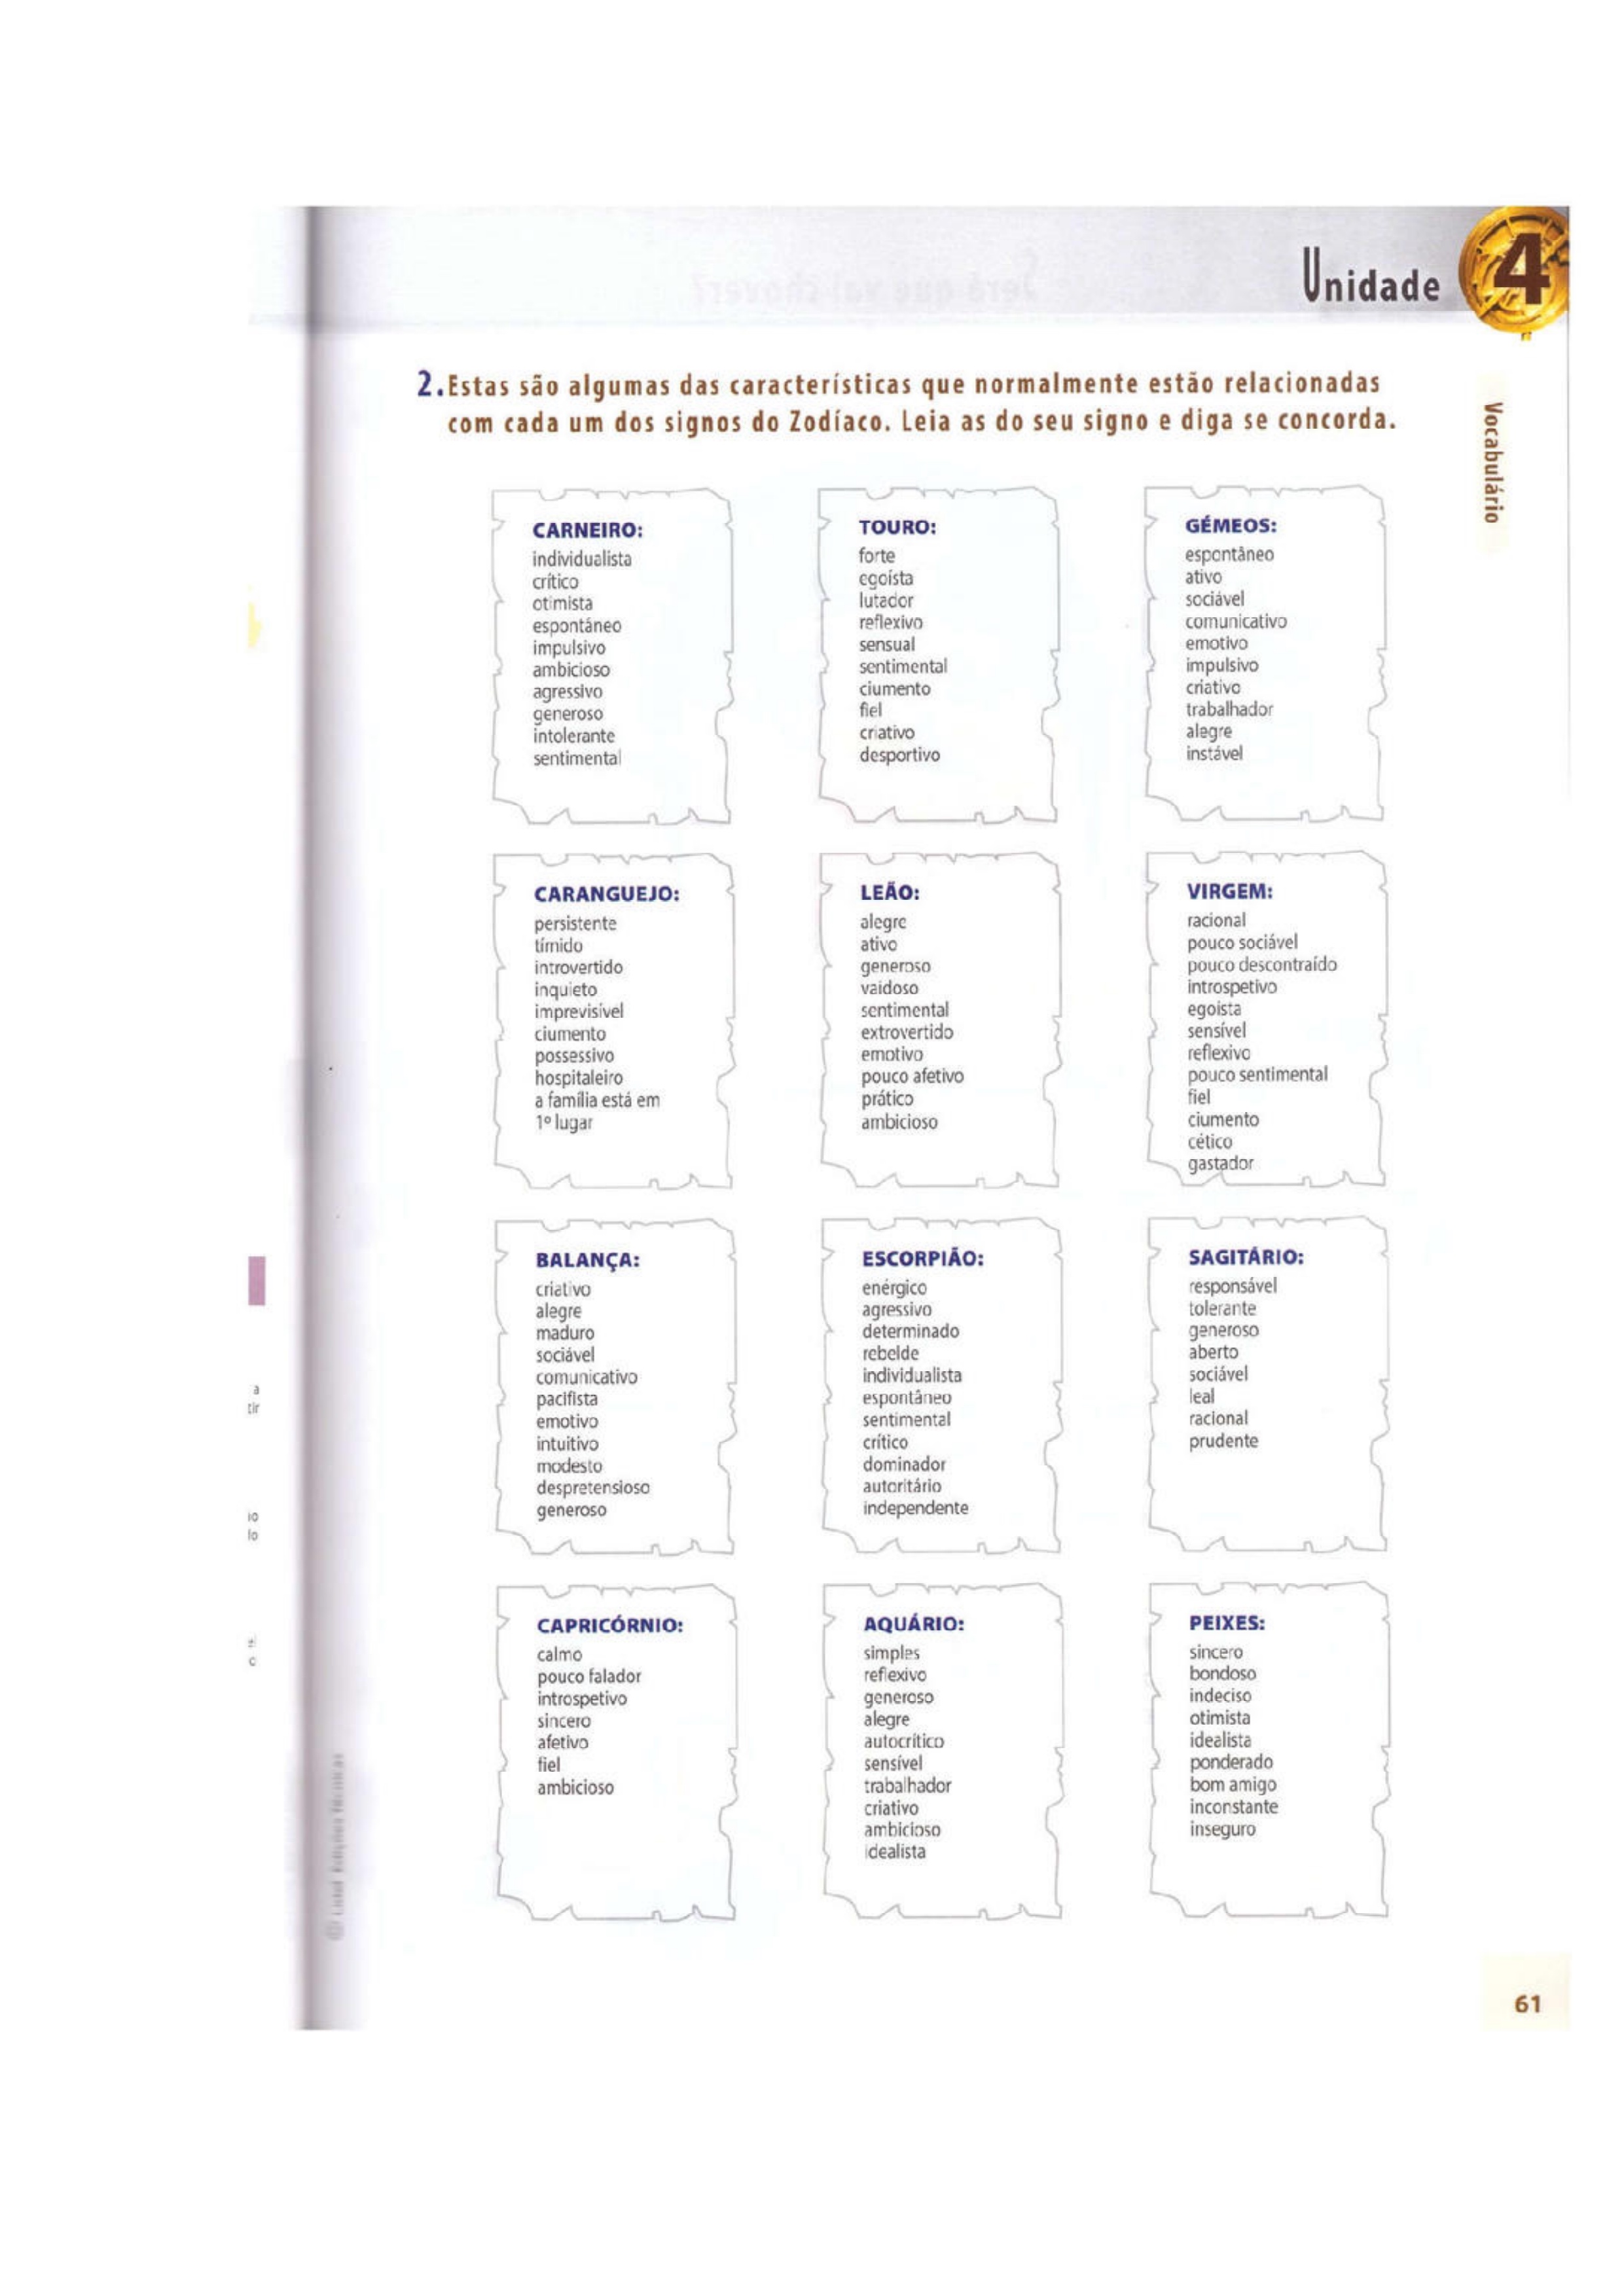 Unidade 4
2. Estas são algumas das características que normalmente estão relacionadas
com cada um dos signos do Zodíaco. Leia as do seu signo e diga se concorda.
Vocabulário
CARNEIRO:
individualista
crítico
otimista
espontâneo
impulsivo
ambicioso
agressivo
generoso
intolerante
sentimental
TOURO:
forte
egoísta
lutador
reflexivo
sensual
sentimental
ciumento
fiel
criativo
desportivo
GÉMEOS:
espontâneo
ativo
sociável
comunicativo
emotivo
impulsivo
criativo
trabalhador
alegre
instável
CARANGUEJO:
persistente
tímido
introvertido
inquieto
imprevisível
ciumento
possessivo
hospitaleiro
a família está em
1º lugar
LEÃO:
alegre
ativo
generoso
vaidoso
sentimental
extrovertido
emotivo
pouco afetivo
prático
ambicioso
VIRGEM:
racional
pouco sociável
pouco descontraído
introspetivo
egoísta
sensível
reflexivo
pouco sentimental
fiel
ciumento
cético
gastador
BALANÇA:
criativo
alegre
maduro
sociável
comunicativo
pacifista
emotivo
intuitivo
modesto
despretensioso
generoso
ESCORPIÃO:
enérgico
agressivo
determinado
rebelde
individualista
espontâneo
sentimental
crítico
dominador
autoritário
independente
SAGITÁRIO:
responsável
tolerante
generoso
aberto
sociável
leal
racional
prudente
CAPRICÓRNIO:
calmo
pouco falador
introspetivo
sincero
afetivo
fiel
ambicioso
AQUÁRIO:
simples
reflexivo
generoso
alegre
autocrítico
sensível
trabalhador
criativo
ambicioso
idealista
PEIXES:
sincero
bondoso
indeciso
otimista
idealista
ponderado
bom amigo
inconstante
inseguro
61